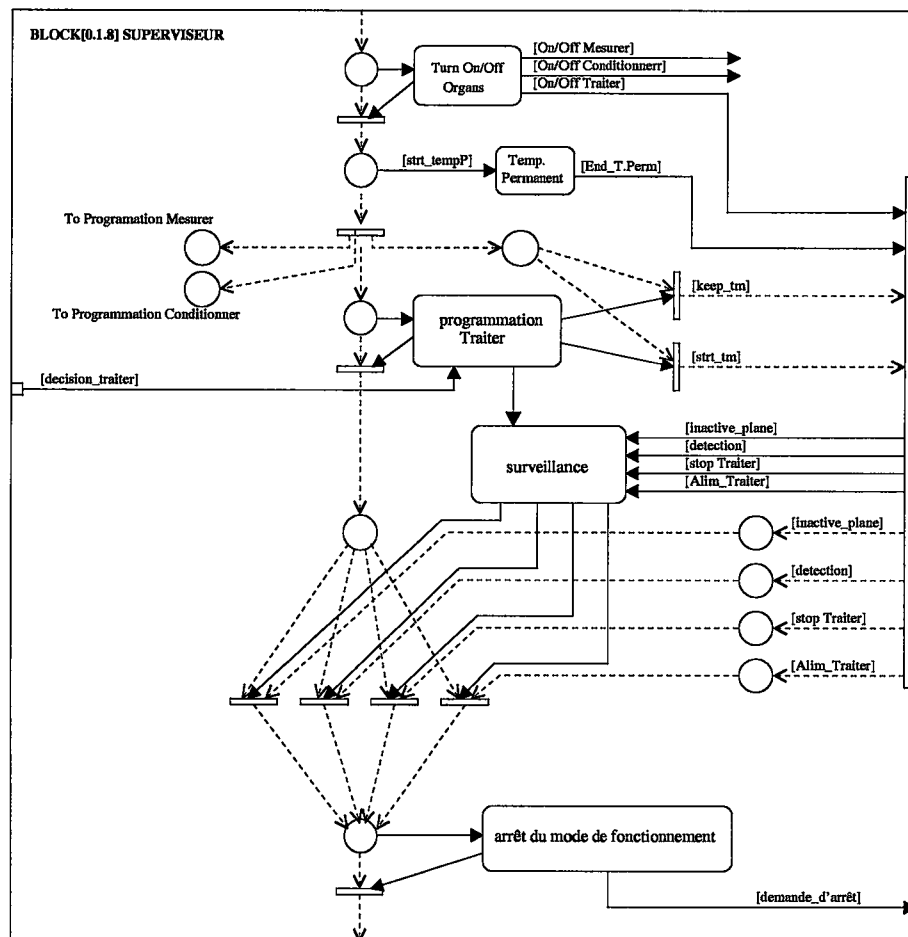 BLOCK[0.1.8] SUPERVISEUR
[On/Off Mesurer]
[On/Off Conditionnerr]
[On/Off Traiter]
Turn On/Off
Organs
[strt_tempP]
Temp.
Permanent
[End_T.Perm]
To Programation Mesurer
To Programmation Conditionner
[keep_tm]
programmation
Traiter
[strt_tm]
[decision_traiter]
surveillance
[inactive_plane]
[detection]
[stop Traiter]
[Alim_Traiter]
[inactive_plane]
[detection]
[stop Traiter]
[Alim_Traiter]
arrêt du mode de fonctionnement
[demande_d'arrêt]